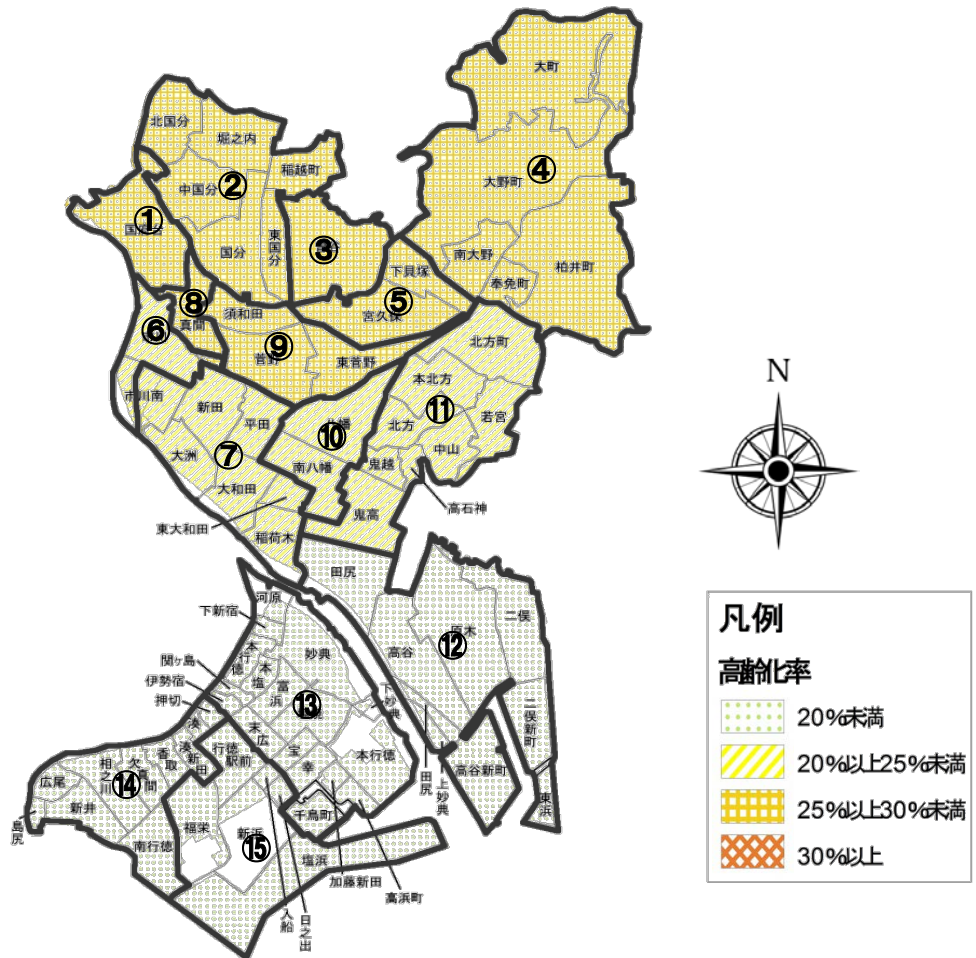 大町
北国分
堀之内
稲越町
④
大野町
中国分
②
①
東国分
国分
③
南大野
柏井町
下貝塚
奉免町
⑤
宮久保
⑧
須和田
真間
⑥
⑨
菅野
東菅野
北方町
本北方
市川南
新田
平田
⑪
若宮
北方
⑩
中山
大洲
⑦
南八幡
鬼越
大和田
高石神
東大和田
鬼高
稲荷木
田尻
河原
下新宿
二俣
原木
⑫
高谷
本行徳
妙典
関ヶ島
本塩
伊勢宿
富浜
下妙典
押切
⑬
湊
末広
二俣新町
行徳駅前
湊新田
香取
宝
本行徳
欠真間
相之川
幸
田尻
上妙典
高谷新町
東浜
広尾
⑭
新井
千鳥町
島尻
福栄
新浜
南行徳
⑮
塩浜
加藤新田
高浜町
入船
日之出
N
凡例
高齢化率
20%未満
20%以上25%未満
25%以上30%未満
30%以上